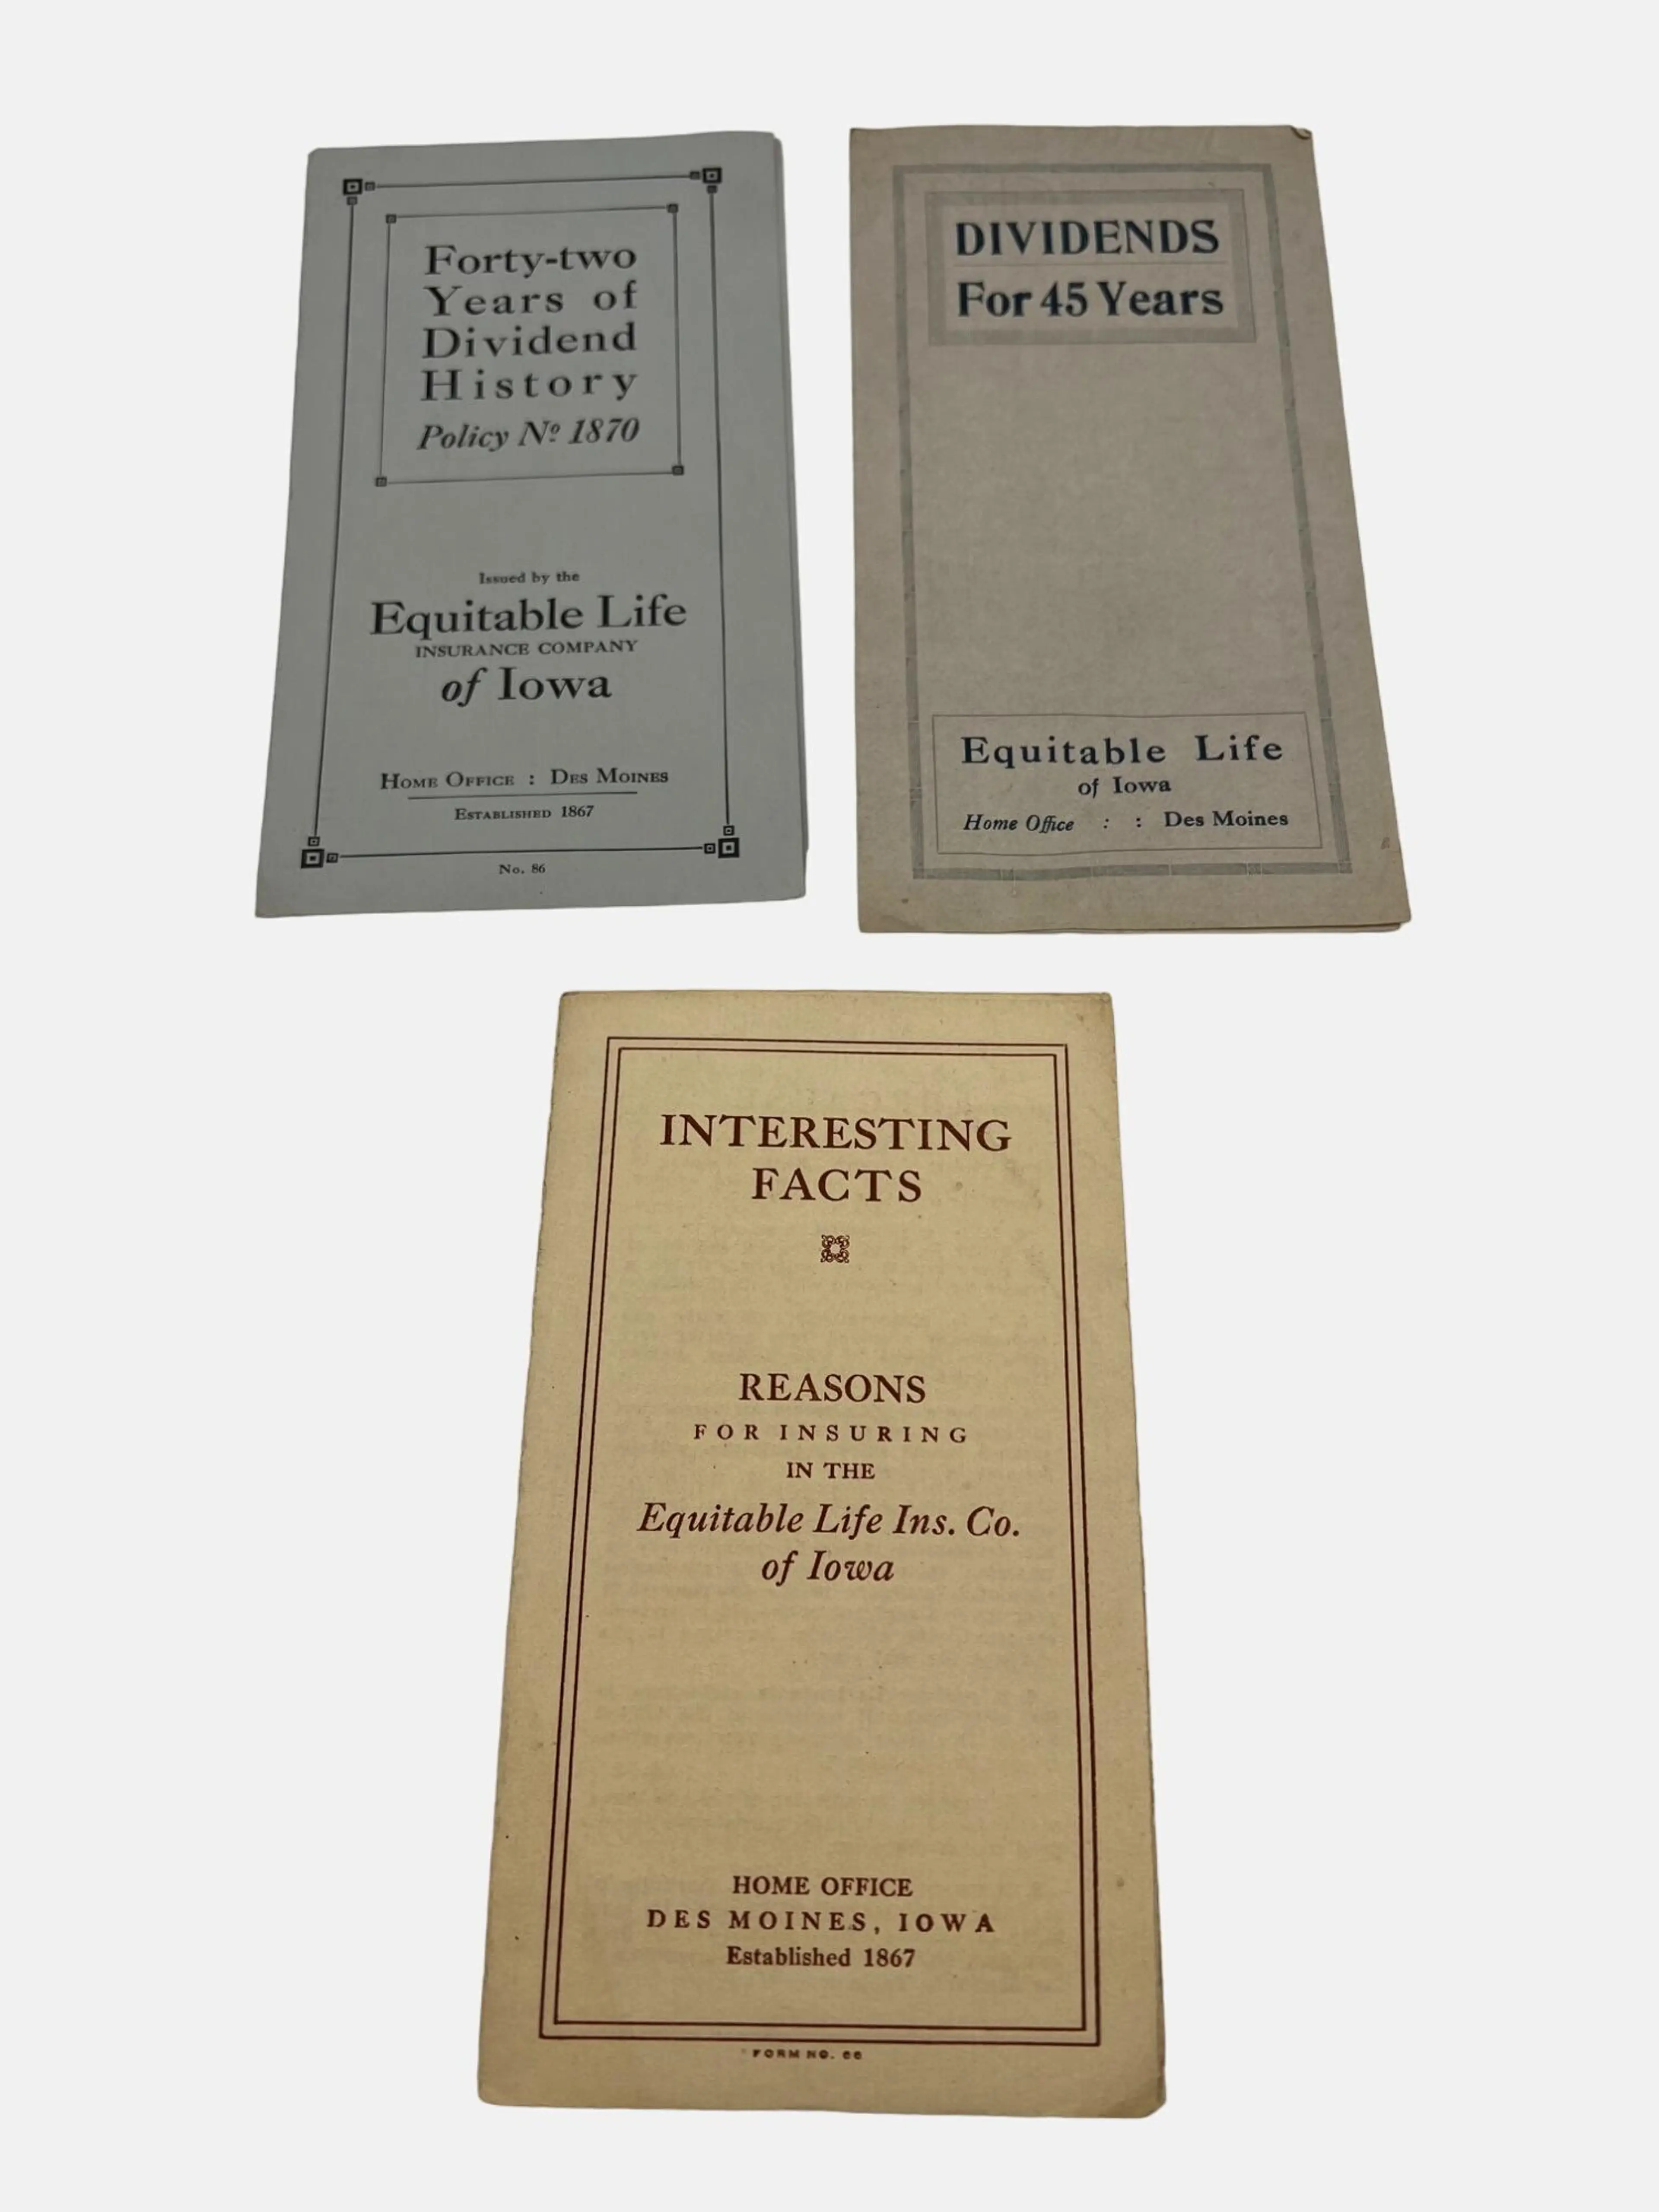 Forty-two
Years of
Dividend
History
Policy Nº 1870
Issued by the
Equitable Life
INSURANCE COMPANY
of Iowa
HOME OFFICE : DES MOINES
ESTABLISHED 1867
No. 86
DIVIDENDS
For 45 Years
Equitable Life
of Iowa
Home Office : : Des Moines
INTERESTING
FACTS
REASONS
FOR INSURING
IN THE
Equitable Life Ins. Co.
of Iowa
HOME OFFICE
DES MOINES, IOWA
Established 1867
FORM NO. 66